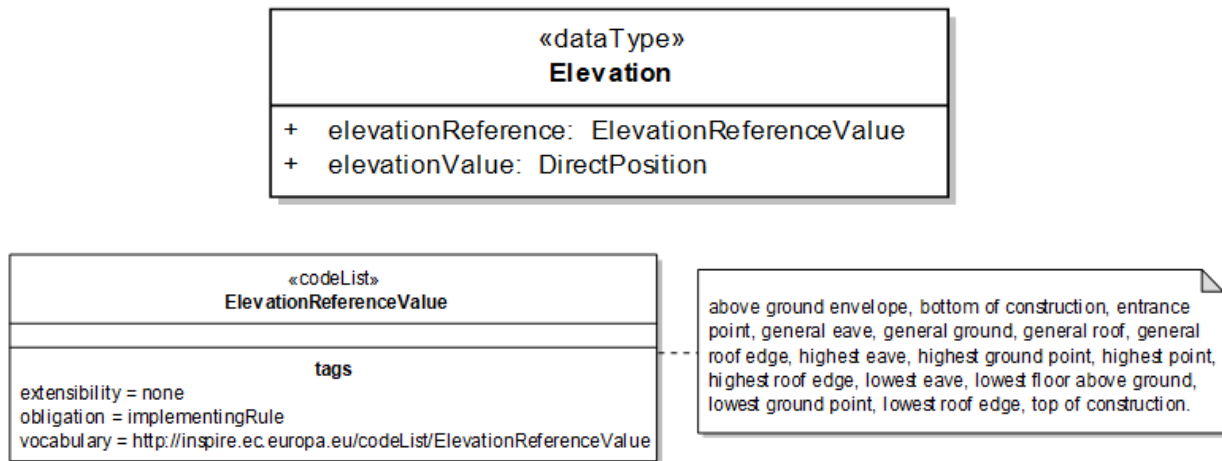 «dataType»
Elevation
+ elevationReference: ElevationReferenceValue
+ elevationValue: DirectPosition
«codeList»
ElevationReferenceValue
tags
extensibility = none
obligation = implementingRule
vocabulary = http://inspire.ec.europa.eu/codeList/ElevationReferenceValue
above ground envelope, bottom of construction, entrance
point, general eave, general ground, general roof, general
roof edge, highest eave, highest ground point, highest point,
highest roof edge, lowest eave, lowest floor above ground,
lowest ground point, lowest roof edge, top of construction.